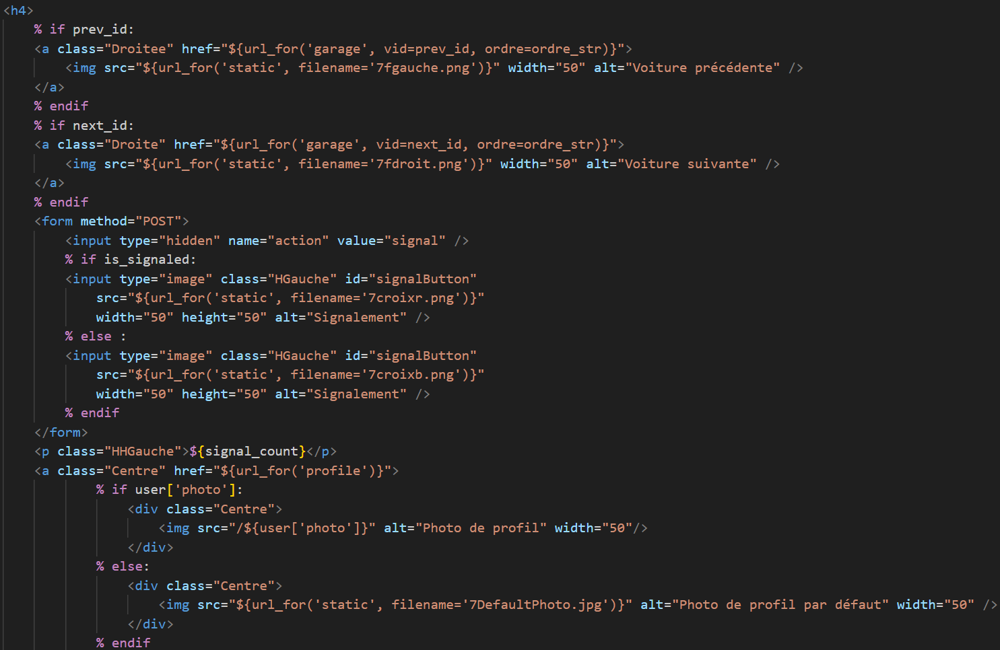 <h4>
% if prev_id:
<a class="Droitee" href="${url_for('garage', vid=prev_id, ordre=ordre_str)}">
<img src="${url_for('static', filename='7fgauche.png')}" width="50" alt="Voiture précédente" />
</a>
% endif
% if next_id:
<a class="Droite" href="${url_for('garage', vid=next_id, ordre=ordre_str)}">
<img src="${url_for('static', filename='7fdroit.png')}" width="50" alt="Voiture suivante" />
</a>
% endif
<form method="POST">
<input type="hidden" name="action" value="signal" />
% if is_signaled:
<input type="image" class="HGauche" id="signalButton"
src="${url_for('static', filename='7croixr.png')}"
width="50" height="50" alt="Signalement" />
% else :
<input type="image" class="HGauche" id="signalButton"
src="${url_for('static', filename='7croixb.png')}"
width="50" height="50" alt="Signalement" />
% endif
</form>
<p class="HHGauche">${signal_count}</p>
<a class="Centre" href="${url_for('profile')}">
% if user['photo']:
<div class="Centre">
<img src="/${user['photo']}" alt="Photo de profil" width="50"/>
</div>
% else:
<div class="Centre">
<img src="${url_for('static', filename='7DefaultPhoto.jpg')}" alt="Photo de profil par défaut" width="50" />
</div>
% endif